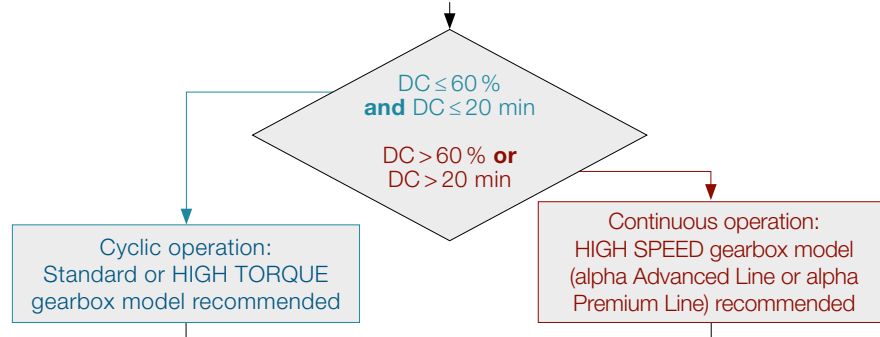 DC ≤ 60 %
and DC ≤ 20 min
DC > 60 % or
DC > 20 min
Cyclic operation:
Standard or HIGH TORQUE
gearbox model recommended
Continuous operation:
HIGH SPEED gearbox model
(alpha Advanced Line or alpha
Premium Line) recommended